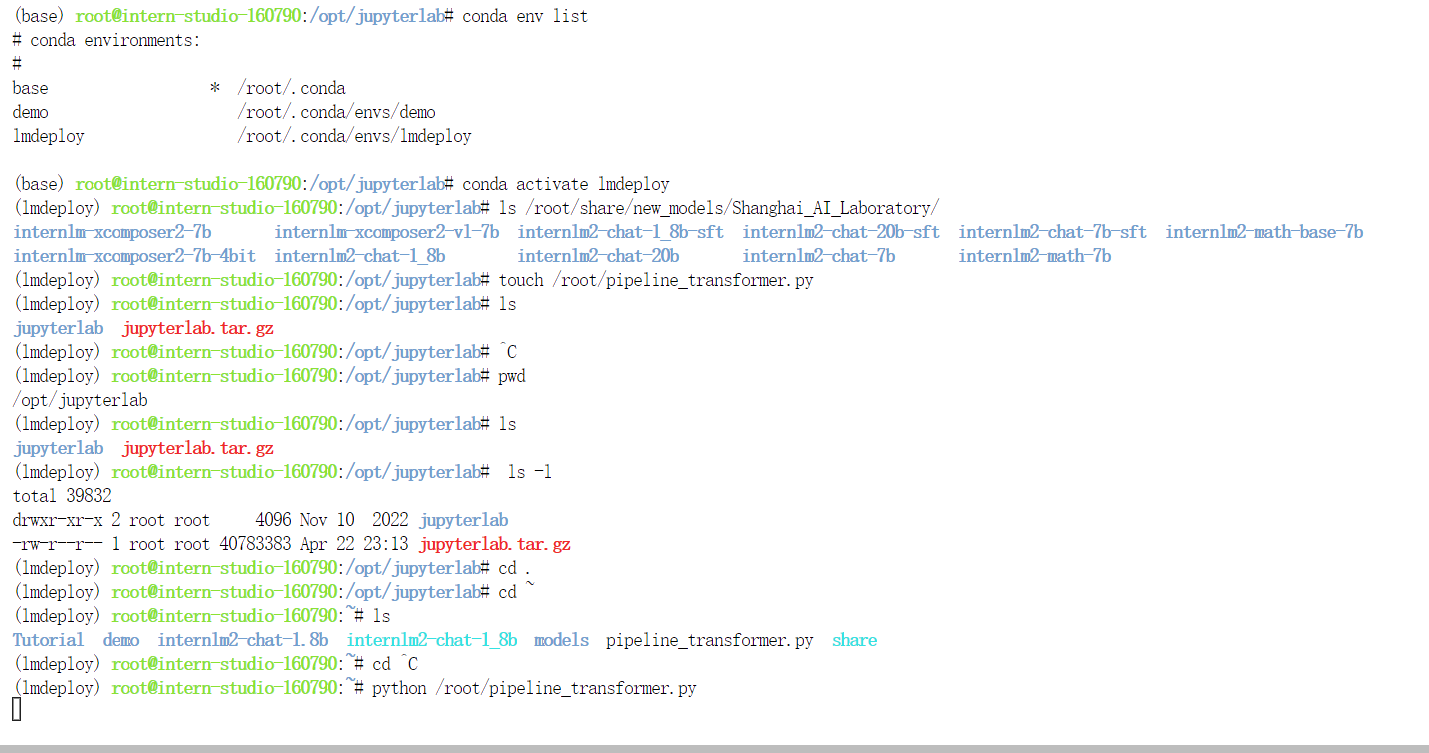 (base) root@intern-studio-160790:/opt/jupyterlab# conda env list
# conda environments:
#
base                  *  /root/.conda
demo                     /root/.conda/envs/demo
lmdeploy                 /root/.conda/envs/lmdeploy
(base) root@intern-studio-160790:/opt/jupyterlab# conda activate lmdeploy
(lmdeploy) root@intern-studio-160790:/opt/jupyterlab# ls /root/share/new_models/Shanghai_AI_Laboratory/
internlm-xcomposer2-7b       internlm-xcomposer2-vl-7b  internlm2-chat-1_8b-sft  internlm2-chat-20b-sft  internlm2-chat-7b-sft  internlm2-math-base-7b
internlm-xcomposer2-7b-4bit  internlm2-chat-1_8b        internlm2-chat-20b       internlm2-chat-7b       internlm2-math-7b
(lmdeploy) root@intern-studio-160790:/opt/jupyterlab# touch /root/pipeline_transformer.py
(lmdeploy) root@intern-studio-160790:/opt/jupyterlab# ls
jupyterlab  jupyterlab.tar.gz
(lmdeploy) root@intern-studio-160790:/opt/jupyterlab# ^C
(lmdeploy) root@intern-studio-160790:/opt/jupyterlab# pwd
/opt/jupyterlab
(lmdeploy) root@intern-studio-160790:/opt/jupyterlab# ls
jupyterlab  jupyterlab.tar.gz
(lmdeploy) root@intern-studio-160790:/opt/jupyterlab#  ls -l
total 39832
drwxr-xr-x 2 root root     4096 Nov 10  2022 jupyterlab
-rw-r--r-- 1 root root 40783383 Apr 22 23:13 jupyterlab.tar.gz
(lmdeploy) root@intern-studio-160790:/opt/jupyterlab# cd .
(lmdeploy) root@intern-studio-160790:/opt/jupyterlab# cd ~
(lmdeploy) root@intern-studio-160790:~# ls
Tutorial  demo  internlm2-chat-1.8b  internlm2-chat-1_8b  models  pipeline_transformer.py  share
(lmdeploy) root@intern-studio-160790:~# cd ^C
(lmdeploy) root@intern-studio-160790:~# python /root/pipeline_transformer.py